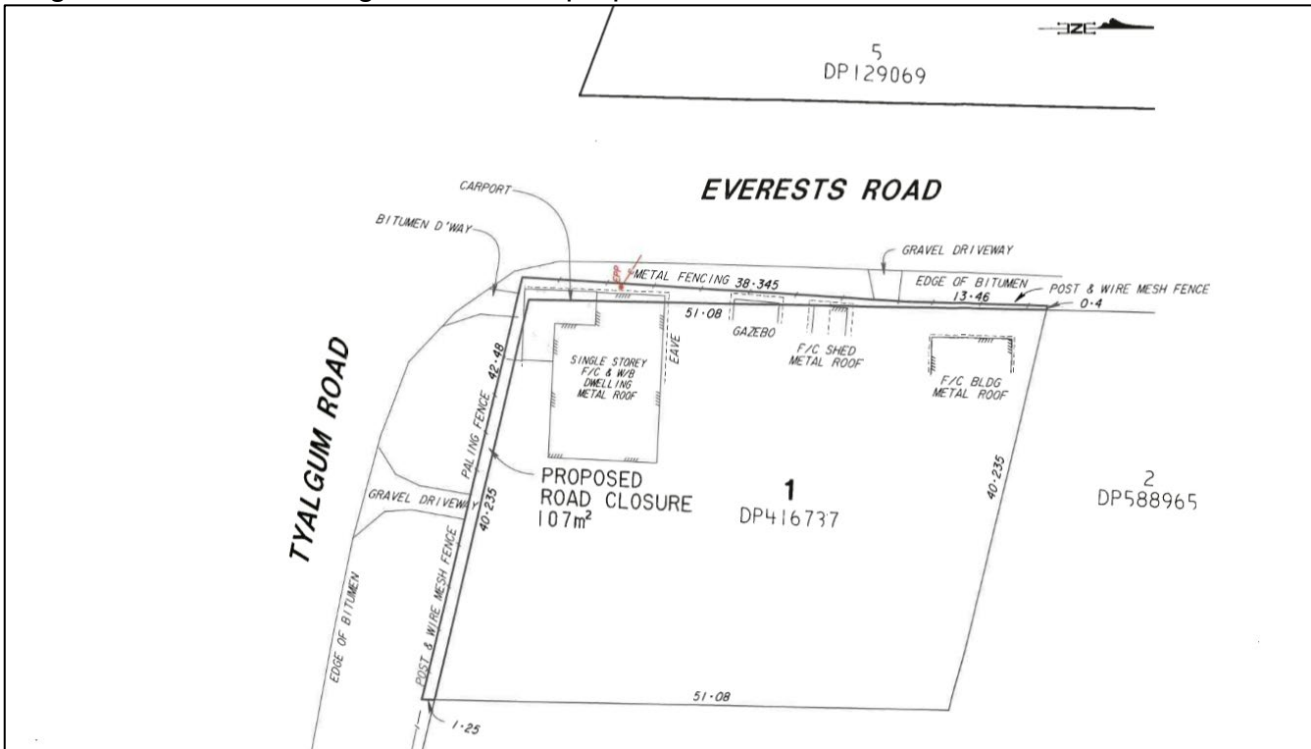 5
DP129069
EVERESTS ROAD
CARPORT
BITUMEN D'WAY
GRAVEL DRIVEWAY
EPP
METAL FENCING 38·345
EDGE OF BITUMEN
13·46
POST & WIRE MESH FENCE
0·4
51·08
GAZEBO
F/C SHED
METAL ROOF
F/C BLDG
METAL ROOF
EAVE
SINGLE STOREY
F/C & W/B
DWELLING
METAL ROOF
TYALGUM ROAD
42·48
PALING FENCE
40·235
PROPOSED
ROAD CLOSURE
107m²
GRAVEL DRIVEWAY
1
DP416737
40·235
2
DP588965
POST & WIRE MESH FENCE
EDGE OF BITUMEN
51·08
1·25